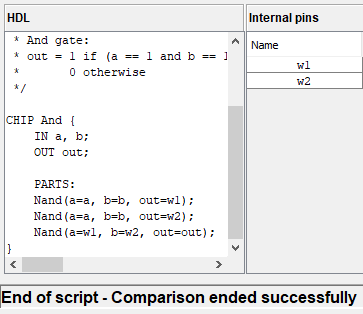 HDL
Internal pins
* And gate:
* out = 1 if (a == 1 and b == 1
* 0 otherwise
*/
Name
w1
w2
CHIP And {
IN a, b;
OUT out;
PARTS:
Nand(a=a, b=b, out=w1);
Nand(a=a, b=b, out=w2);
Nand(a=w1, b=w2, out=out);
}
End of script - Comparison ended successfully